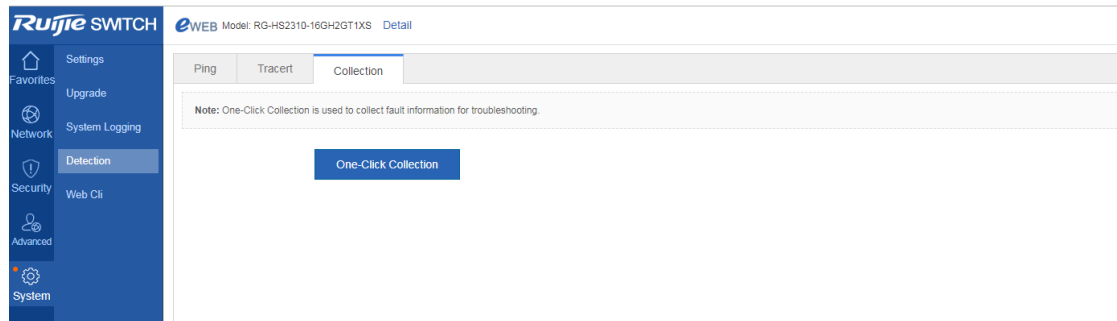 Ruijie SWITCH
eWEB Model: RG-HS2310-16GH2GT1XS Detail
Favorites
Network
Security
Advanced
System
Settings
Upgrade
System Logging
Detection
Web Cli
Ping Tracert Collection
Note: One-Click Collection is used to collect fault information for troubleshooting.
One-Click Collection